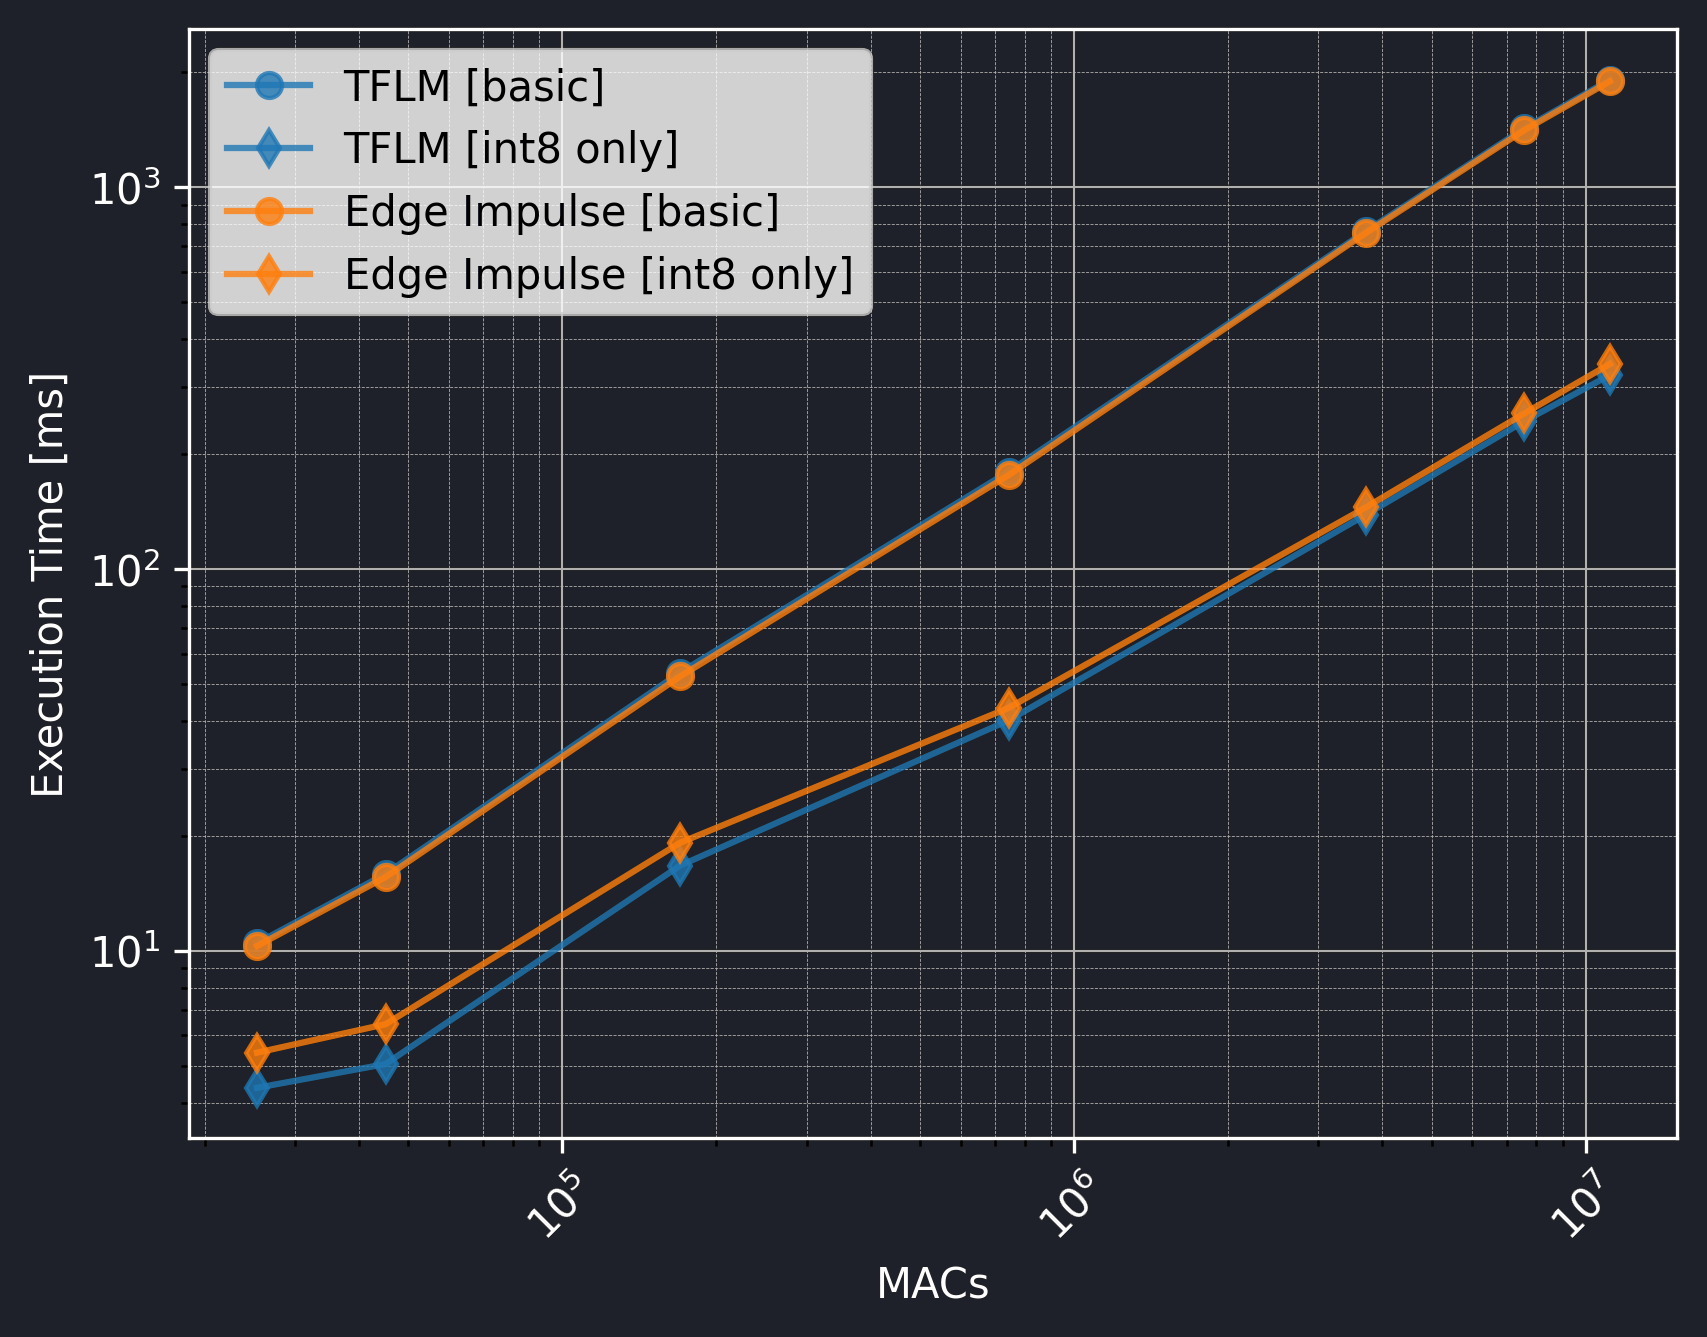 TFLM [basic]
TFLM [int8 only]
Edge Impulse [basic]
Edge Impulse [int8 only]
Execution Time [ms]
10³
10²
10¹
10⁵
10⁶
10⁷
MACs